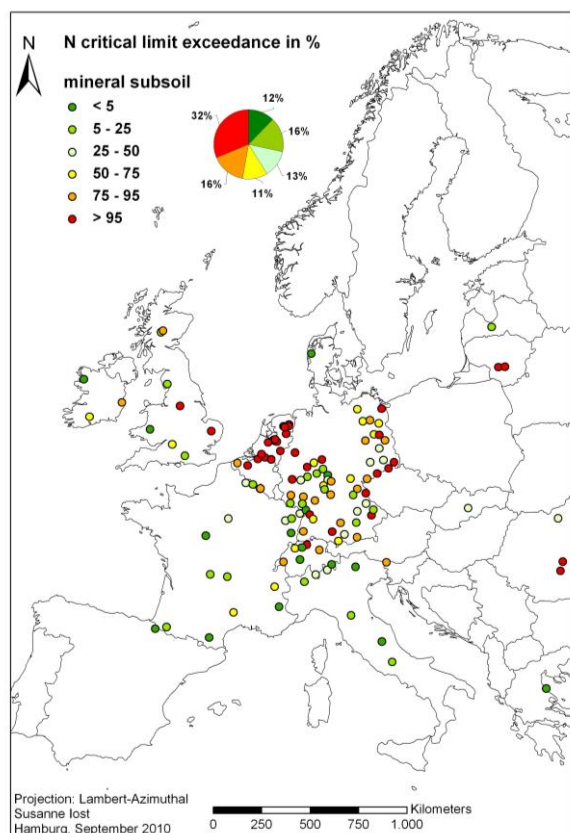 N
N critical limit exceedance in %
mineral subsoil
< 5
5 - 25
25 - 50
50 - 75
75 - 95
> 95
12%
16%
13%
11%
16%
32%
Projection: Lambert-Azimuthal
Susanne Iost
Hamburg, September 2010
Kilometers
0 250 500 750 1.000